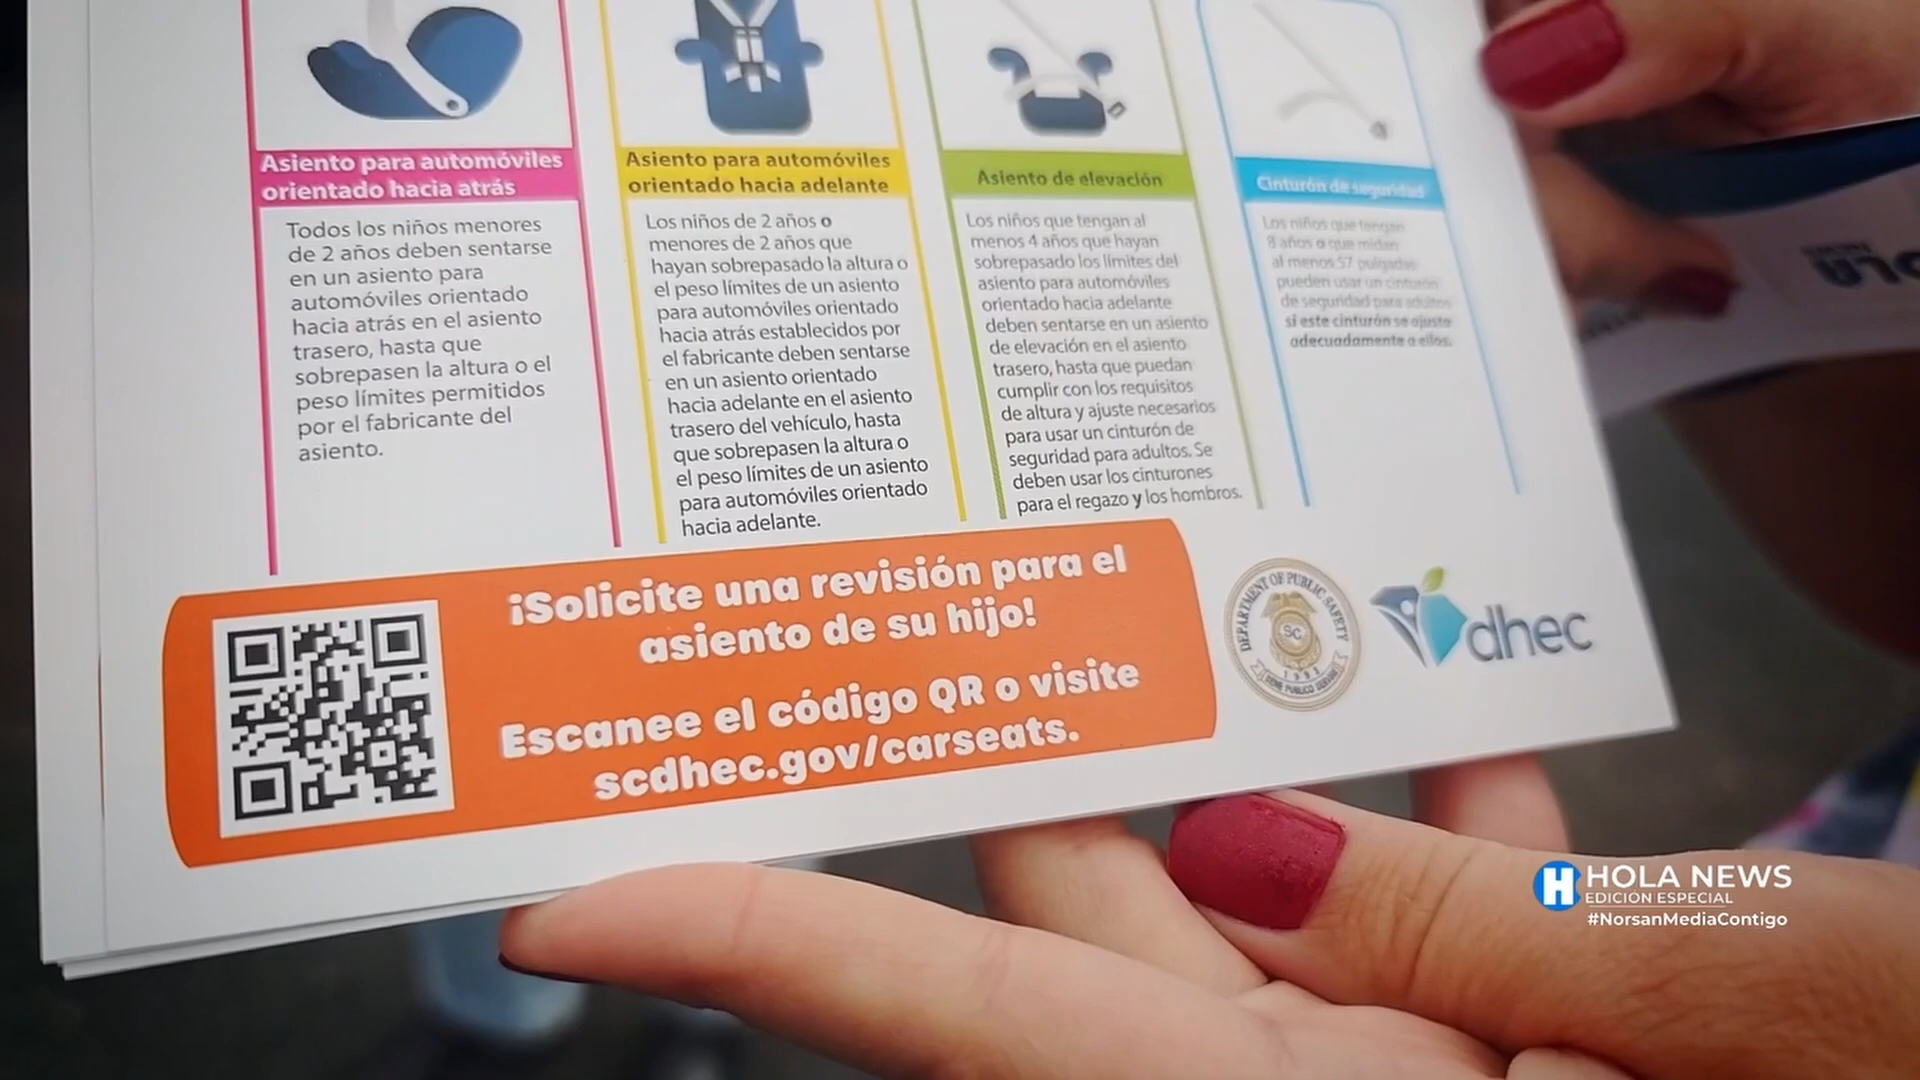 Asiento para automóviles
orientado hacia atrás
Todos los niños menores
de 2 años deben sentarse
en un asiento para
automóviles orientado
hacia atrás en el asiento
trasero, hasta que
sobrepasen la altura o el
peso límites permitidos
por el fabricante del
asiento.
Asiento para automóviles
orientado hacia adelante
Los niños de 2 años o
menores de 2 años que
hayan sobrepasado la altura o
el peso límites de un asiento
para automóviles orientado
hacia atrás establecidos por
el fabricante deben sentarse
en un asiento orientado
hacia adelante en el asiento
trasero del vehículo, hasta
que sobrepasen la altura o
el peso límites de un asiento
para automóviles orientado
hacia adelante.
Asiento de elevación
Los niños que tengan al
menos 4 años que hayan
sobrepasado los límites del
asiento para automóviles
orientado hacia adelante
deben sentarse en un asiento
de elevación en el asiento
trasero, hasta que puedan
cumplir con los requisitos
de altura y ajuste necesarios
para usar un cinturón de
seguridad para adultos. Se
deben usar los cinturones
para el regazo y los hombros.
Cinturón de seguridad
Los niños que tengan
8 años o que midan
al menos 57 pulgadas
pueden usar un cinturón
de seguridad para adultos
si este cinturón se ajusta
adecuadamente a ellos.
¡Solicite una revisión para el
asiento de su hijo!
Escanee el código QR o visite
scdhec.gov/carseats.
DEPARTMENT OF PUBLIC SAFETY
SC
1993
dhec
HOLA NEWS
EDICIÓN ESPECIAL
#NorsanMediaContigo